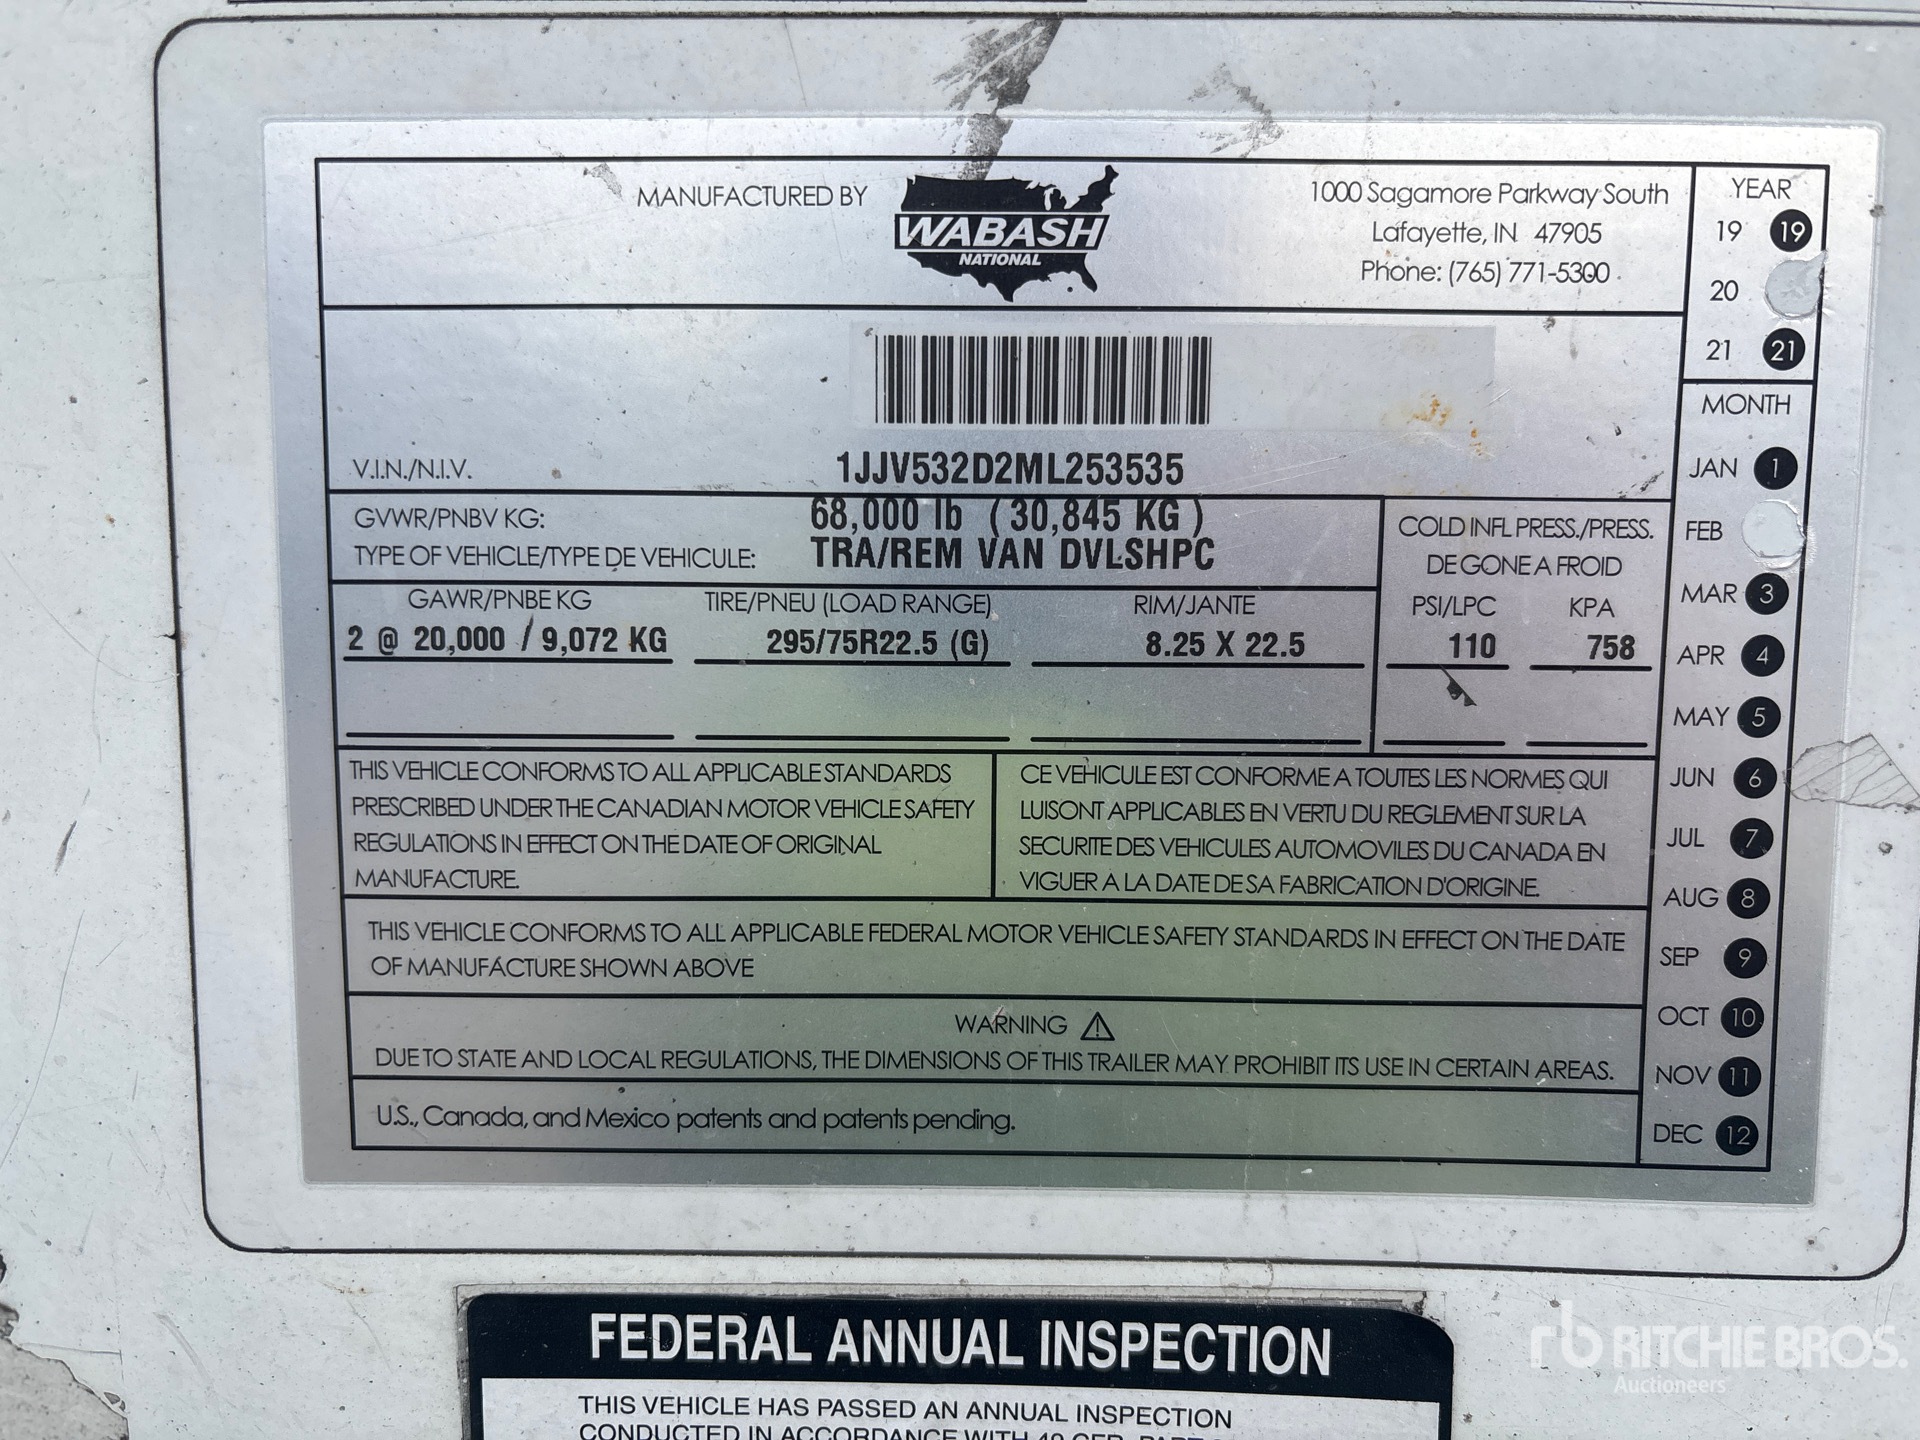 MANUFACTURED BY
WABASH
NATIONAL
1000 Sagamore Parkway South
Lafayette, IN 47905
Phone: (765) 771-5300
YEAR
19 19
20
21 21
MONTH
JAN 1
FEB
MAR 3
APR 4
MAY 5
JUN 6
JUL 7
AUG 8
SEP 9
OCT 10
NOV 11
DEC 12
V.I.N./N.I.V. 1JJV532D2ML253535
GVWR/PNBV KG: 68,000 lb ( 30,845 KG )
TYPE OF VEHICLE/TYPE DE VEHICULE: TRA/REM VAN DVLSHPC
COLD INFL PRESS./PRESS.
DE GONE A FROID
GAWR/PNBE KG TIRE/PNEU (LOAD RANGE) RIM/JANTE PSI/LPC KPA
2 @ 20,000 / 9,072 KG 295/75R22.5 (G) 8.25 X 22.5 110 758
THIS VEHICLE CONFORMS TO ALL APPLICABLE STANDARDS
PRESCRIBED UNDER THE CANADIAN MOTOR VEHICLE SAFETY
REGULATIONS IN EFFECT ON THE DATE OF ORIGINAL
MANUFACTURE.
CE VEHICULE EST CONFORME A TOUTES LES NORMES QUI
LUI SONT APPLICABLES EN VERTU DU REGLEMENT SUR LA
SECURITE DES VEHICULES AUTOMOVILES DU CANADA EN
VIGUER A LA DATE DE SA FABRICATION D'ORIGINE.
THIS VEHICLE CONFORMS TO ALL APPLICABLE FEDERAL MOTOR VEHICLE SAFETY STANDARDS IN EFFECT ON THE DATE
OF MANUFACTURE SHOWN ABOVE
WARNING
DUE TO STATE AND LOCAL REGULATIONS, THE DIMENSIONS OF THIS TRAILER MAY PROHIBIT ITS USE IN CERTAIN AREAS.
U.S., Canada, and Mexico patents and patents pending.
FEDERAL ANNUAL INSPECTION
THIS VEHICLE HAS PASSED AN ANNUAL INSPECTION
CONDUCTED IN ACCORDANCE WITH 49 CFR, PART
rb RITCHIE BROS.
Auctioneers